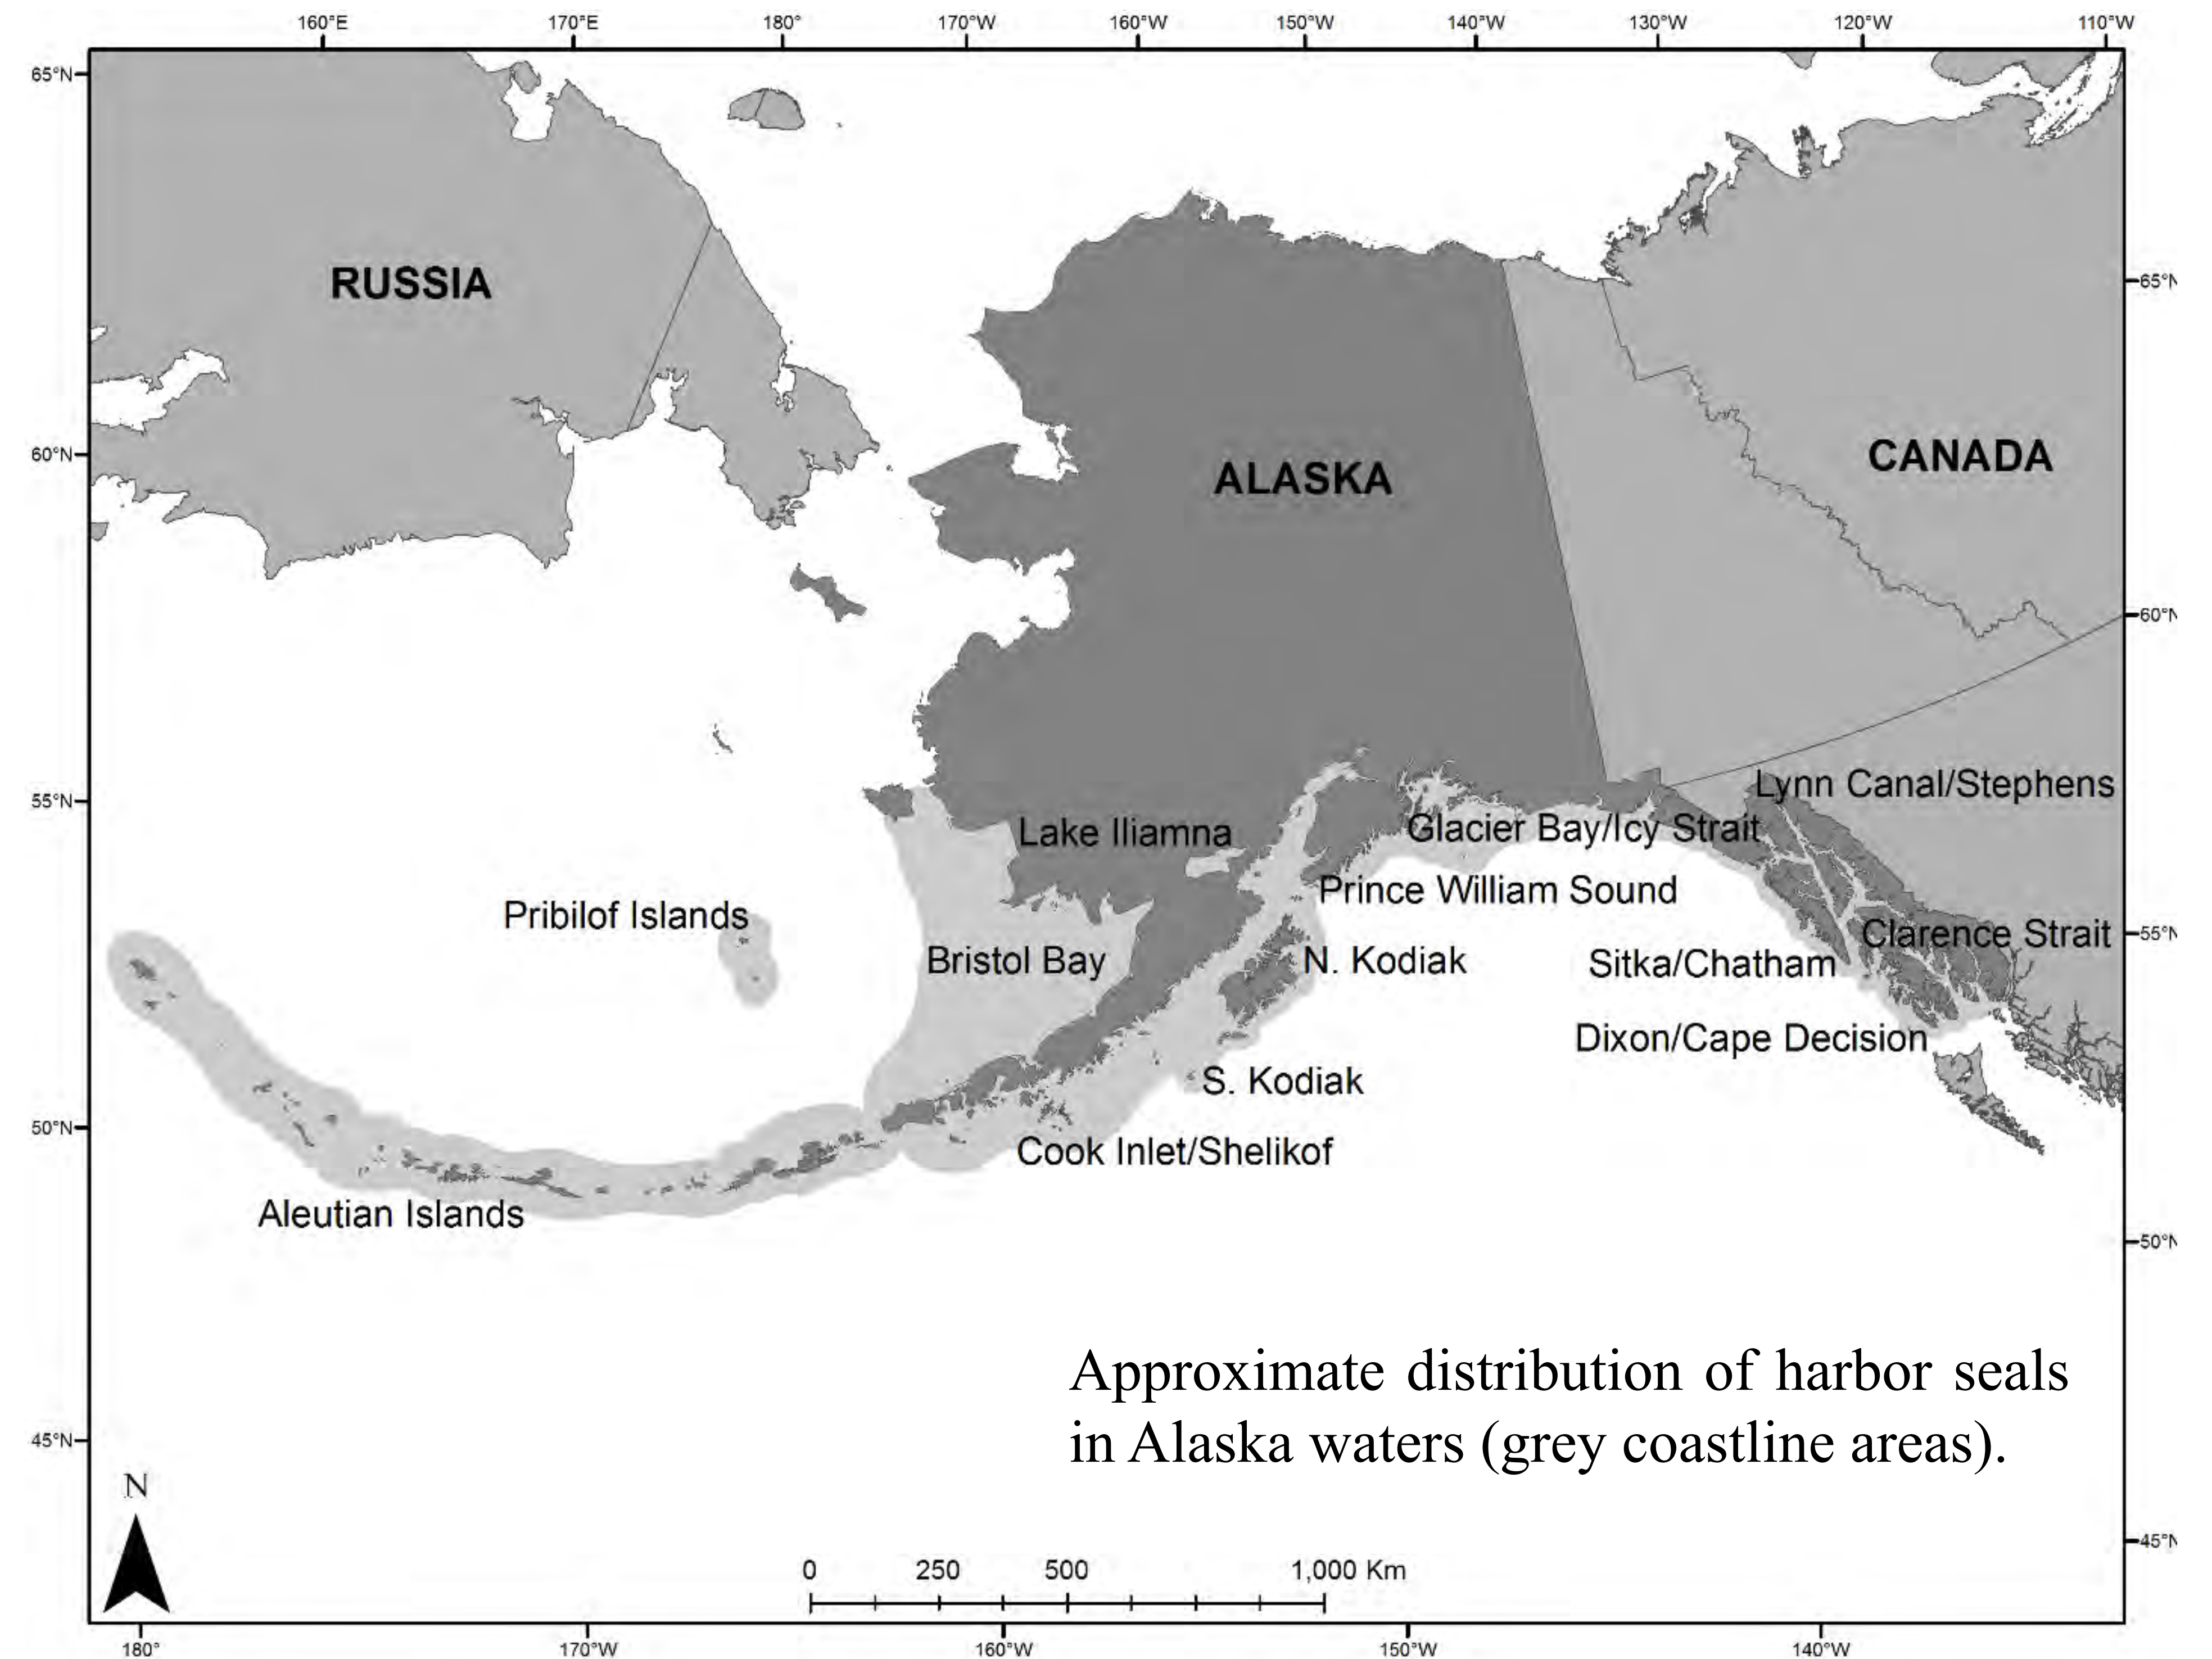 160°E 170°E 180° 170°W 160°W 150°W 140°W 130°W 120°W 110°W
65°N
RUSSIA
65°N
60°N
CANADA
ALASKA
60°N
55°N
Lynn Canal/Stephens
Lake Iliamna
Glacier Bay/Icy Strait
Prince William Sound
Pribilof Islands
Clarence Strait
55°N
Bristol Bay
N. Kodiak
Sitka/Chatham
Dixon/Cape Decision
S. Kodiak
50°N
Cook Inlet/Shelikof
Aleutian Islands
50°N
Approximate distribution of harbor seals
in Alaska waters (grey coastline areas).
45°N
N
45°N
0 250 500 1,000 Km
180° 170°W 160°W 150°W 140°W